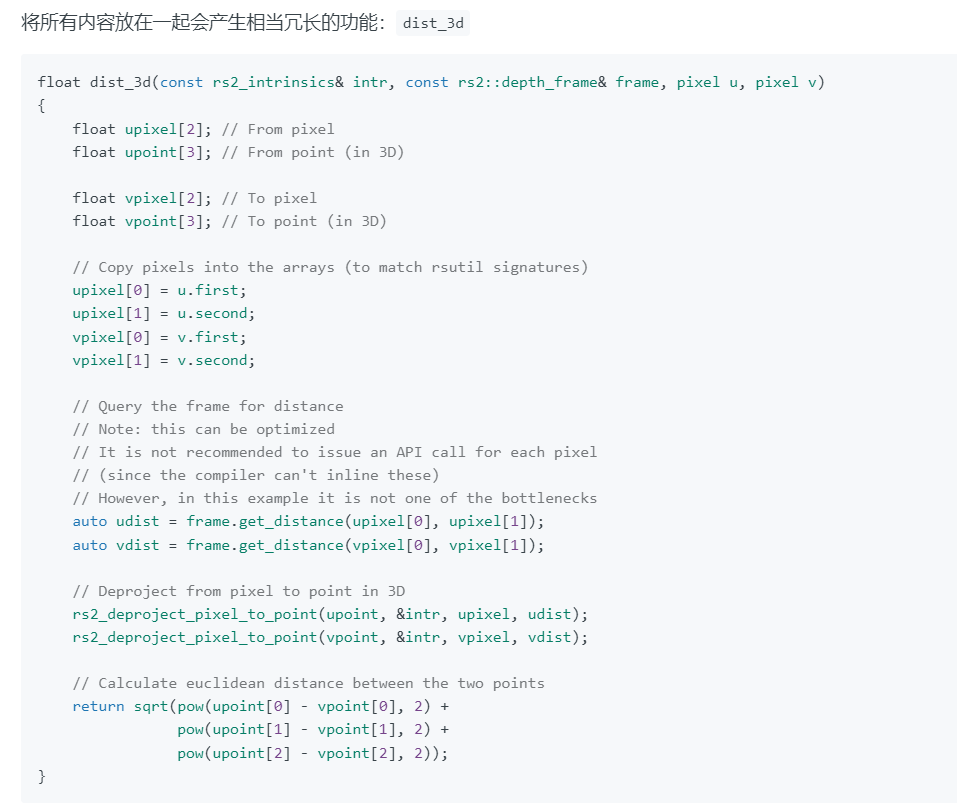 将所有内容放在一起会产生相当冗长的功能： dist_3d
float dist_3d(const rs2_intrinsics& intr, const rs2::depth_frame& frame, pixel u, pixel v)
{
    float upixel[2]; // From pixel
    float upoint[3]; // From point (in 3D)

    float vpixel[2]; // To pixel
    float vpoint[3]; // To point (in 3D)

    // Copy pixels into the arrays (to match rsutil signatures)
    upixel[0] = u.first;
    upixel[1] = u.second;
    vpixel[0] = v.first;
    vpixel[1] = v.second;

    // Query the frame for distance
    // Note: this can be optimized
    // It is not recommended to issue an API call for each pixel
    // (since the compiler can't inline these)
    // However, in this example it is not one of the bottlenecks
    auto udist = frame.get_distance(upixel[0], upixel[1]);
    auto vdist = frame.get_distance(vpixel[0], vpixel[1]);

    // Deproject from pixel to point in 3D
    rs2_deproject_pixel_to_point(upoint, &intr, upixel, udist);
    rs2_deproject_pixel_to_point(vpoint, &intr, vpixel, vdist);

    // Calculate euclidean distance between the two points
    return sqrt(pow(upoint[0] - vpoint[0], 2) +
                pow(upoint[1] - vpoint[1], 2) +
                pow(upoint[2] - vpoint[2], 2));
}